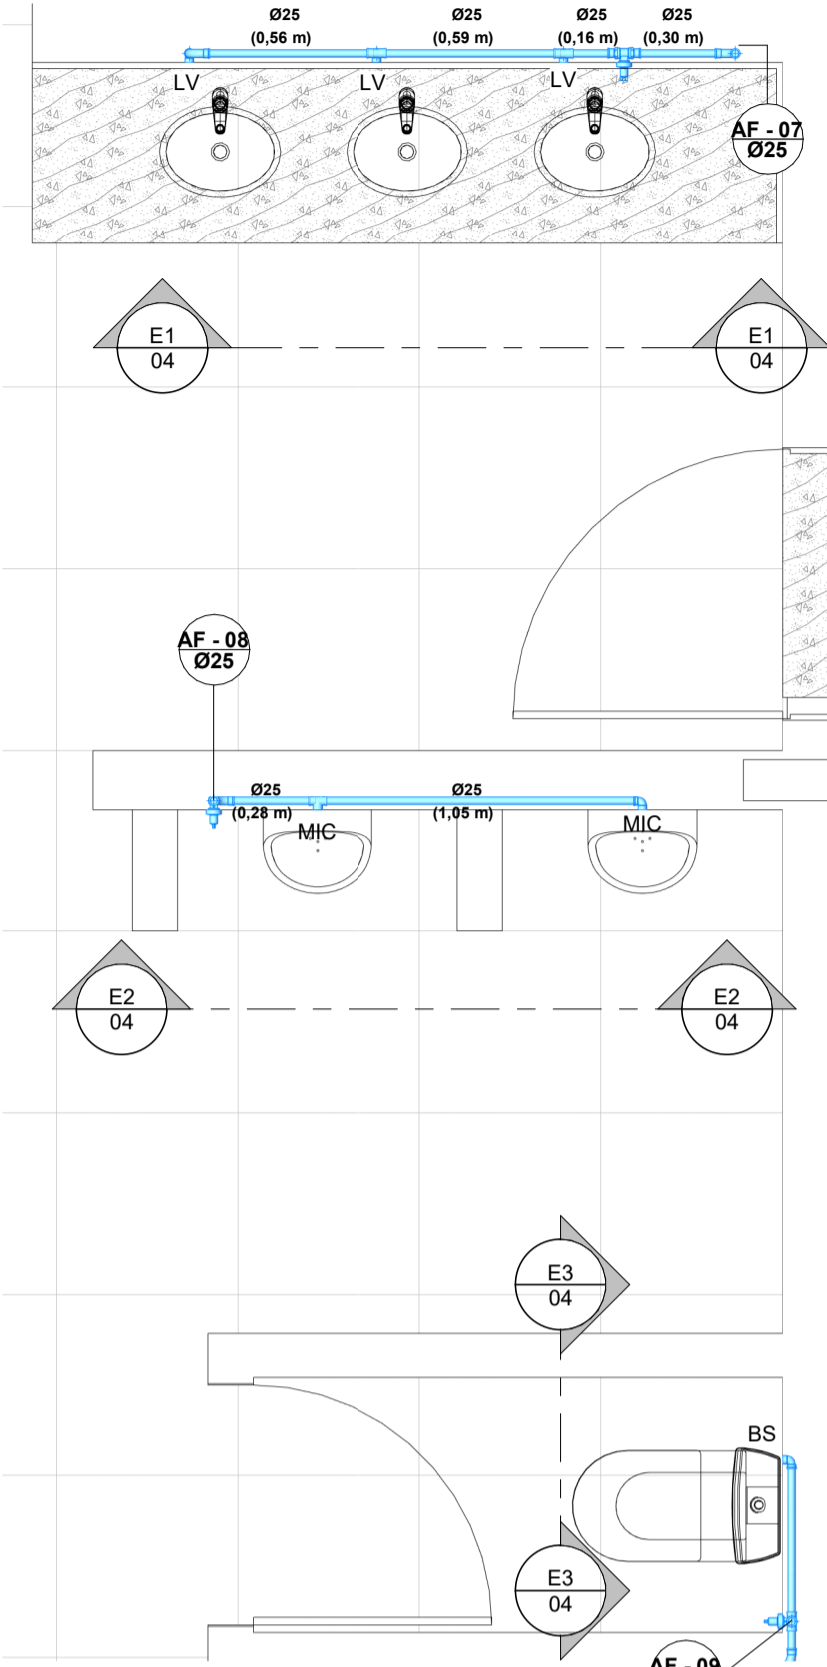 Ø25 Ø25 Ø25 Ø25
(0,56 m) (0,59 m) (0,16 m) (0,30 m)
LV LV LV
AF - 07
Ø25
E1 E1
04 04
AF - 08
Ø25
Ø25 Ø25
(0,28 m) (1,05 m)
MIC MIC
E2 E2
04 04
E3
04
BS
E3
04
AF - 09